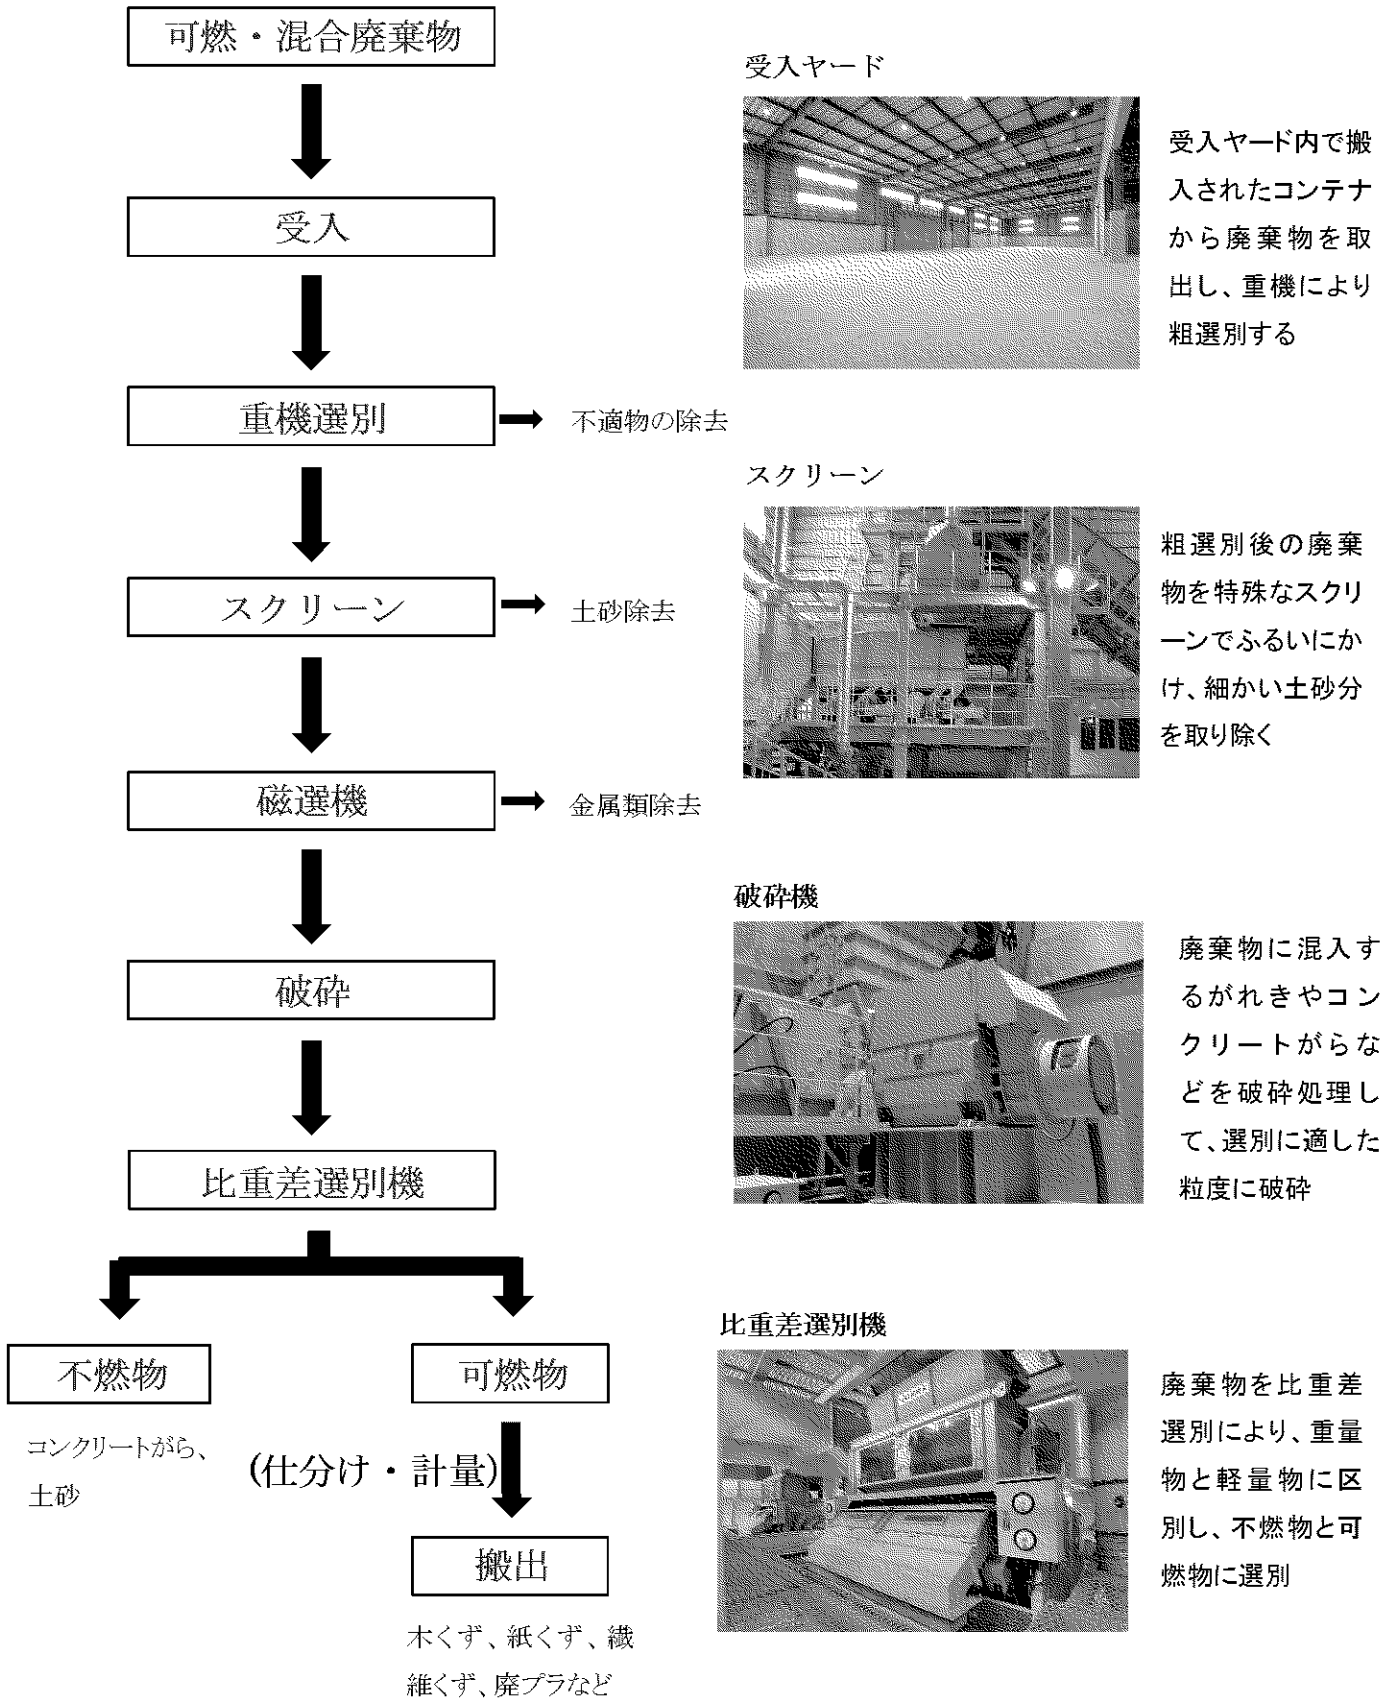 可燃・混合廃棄物
受入
重機選別
不適物の除去
スクリーン
土砂除去
磁選機
金属類除去
破砕
比重差選別機
不燃物
コンクリートがら、
土砂
可燃物
(仕分け・計量)
搬出
木くず、紙くず、繊
維くず、廃プラなど
受入ヤード
受入ヤード内で搬
入されたコンテナ
から廃棄物を取
出し、重機により
粗選別する
スクリーン
粗選別後の廃棄
物を特殊なスクリ
ーンでふるいにか
け、細かい土砂分
を取り除く
破砕機
廃棄物に混入す
るがれきやコン
クリートがらな
どを破砕処理し
て、選別に適した
粒度に破砕
比重差選別機
廃棄物を比重差
選別により、重量
物と軽量物に区
別し、不燃物と可
燃物に選別